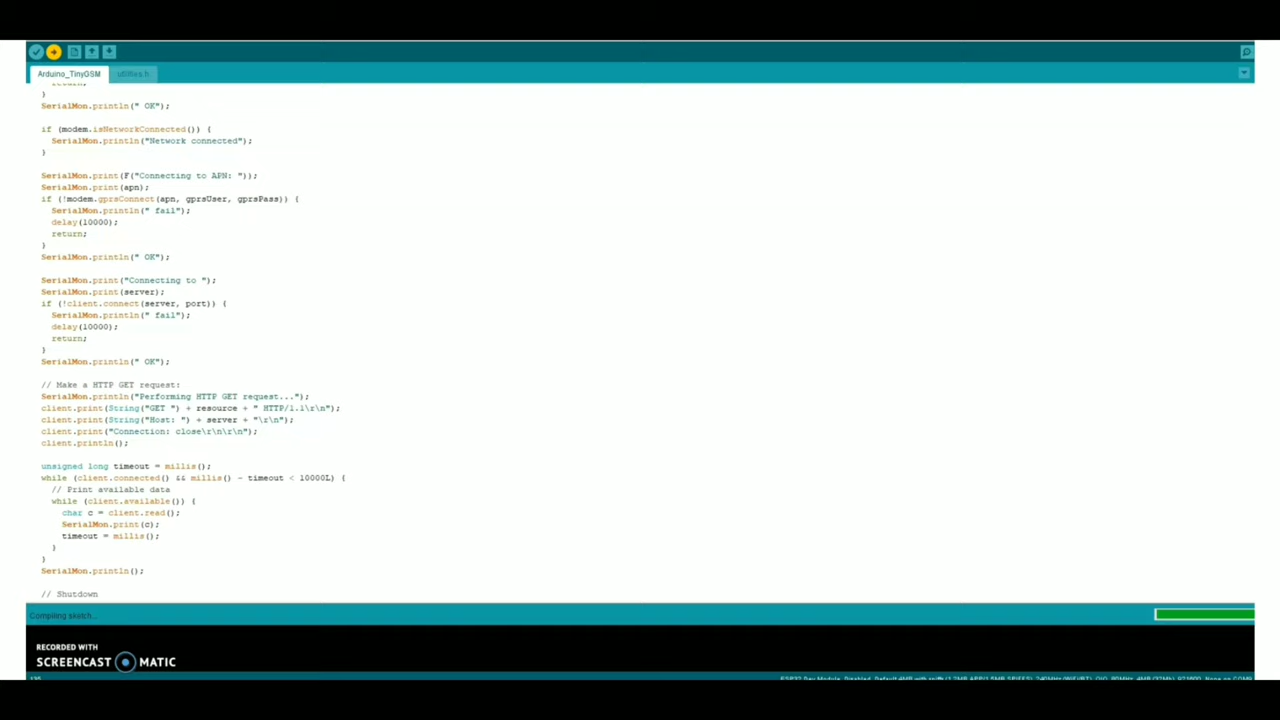 Arduino_TinyGSM utilities.h
return;
}
SerialMon.println(" OK");
if (modem.isNetworkConnected()) {
SerialMon.println("Network connected");
}
SerialMon.print(F("Connecting to APN: "));
SerialMon.print(apn);
if (!modem.gprsConnect(apn, gprsUser, gprsPass)) {
SerialMon.println(" fail");
delay(10000);
return;
}
SerialMon.println(" OK");
SerialMon.print("Connecting to ");
SerialMon.print(server);
if (!client.connect(server, port)) {
SerialMon.println(" fail");
delay(10000);
return;
}
SerialMon.println(" OK");
// Make a HTTP GET request:
SerialMon.println("Performing HTTP GET request...");
client.print(String("GET ") + resource + " HTTP/1.1\r\n");
client.print(String("Host: ") + server + "\r\n");
client.print("Connection: close\r\n\r\n");
client.println();
unsigned long timeout = millis();
while (client.connected() && millis() - timeout < 10000L) {
// Print available data
while (client.available()) {
char c = client.read();
SerialMon.print(c);
timeout = millis();
}
}
SerialMon.println();
// Shutdown
Compiling sketch...
RECORDED WITH
SCREENCAST MATIC